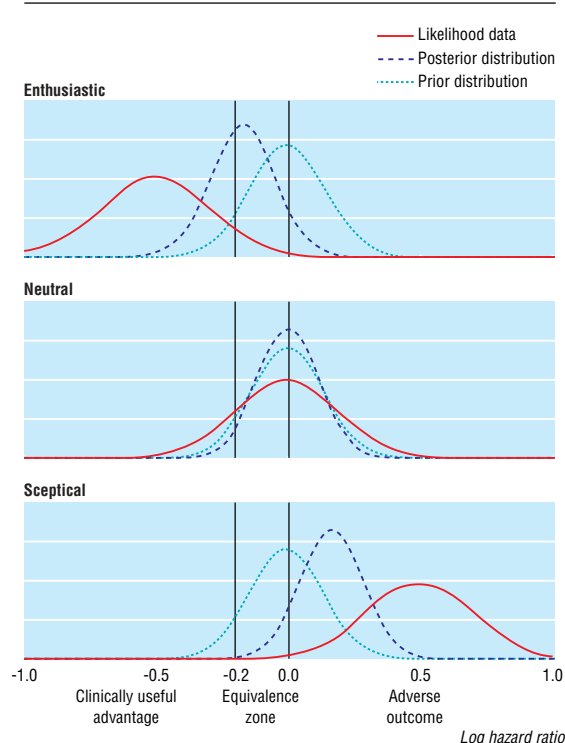 Likelihood data
Posterior distribution
Prior distribution
Enthusiastic
Neutral
Sceptical
-1.0 -0.5 -0.2 0.0 0.5 1.0
Clinically useful advantage
Equivalence zone
Adverse outcome
Log hazard ratio